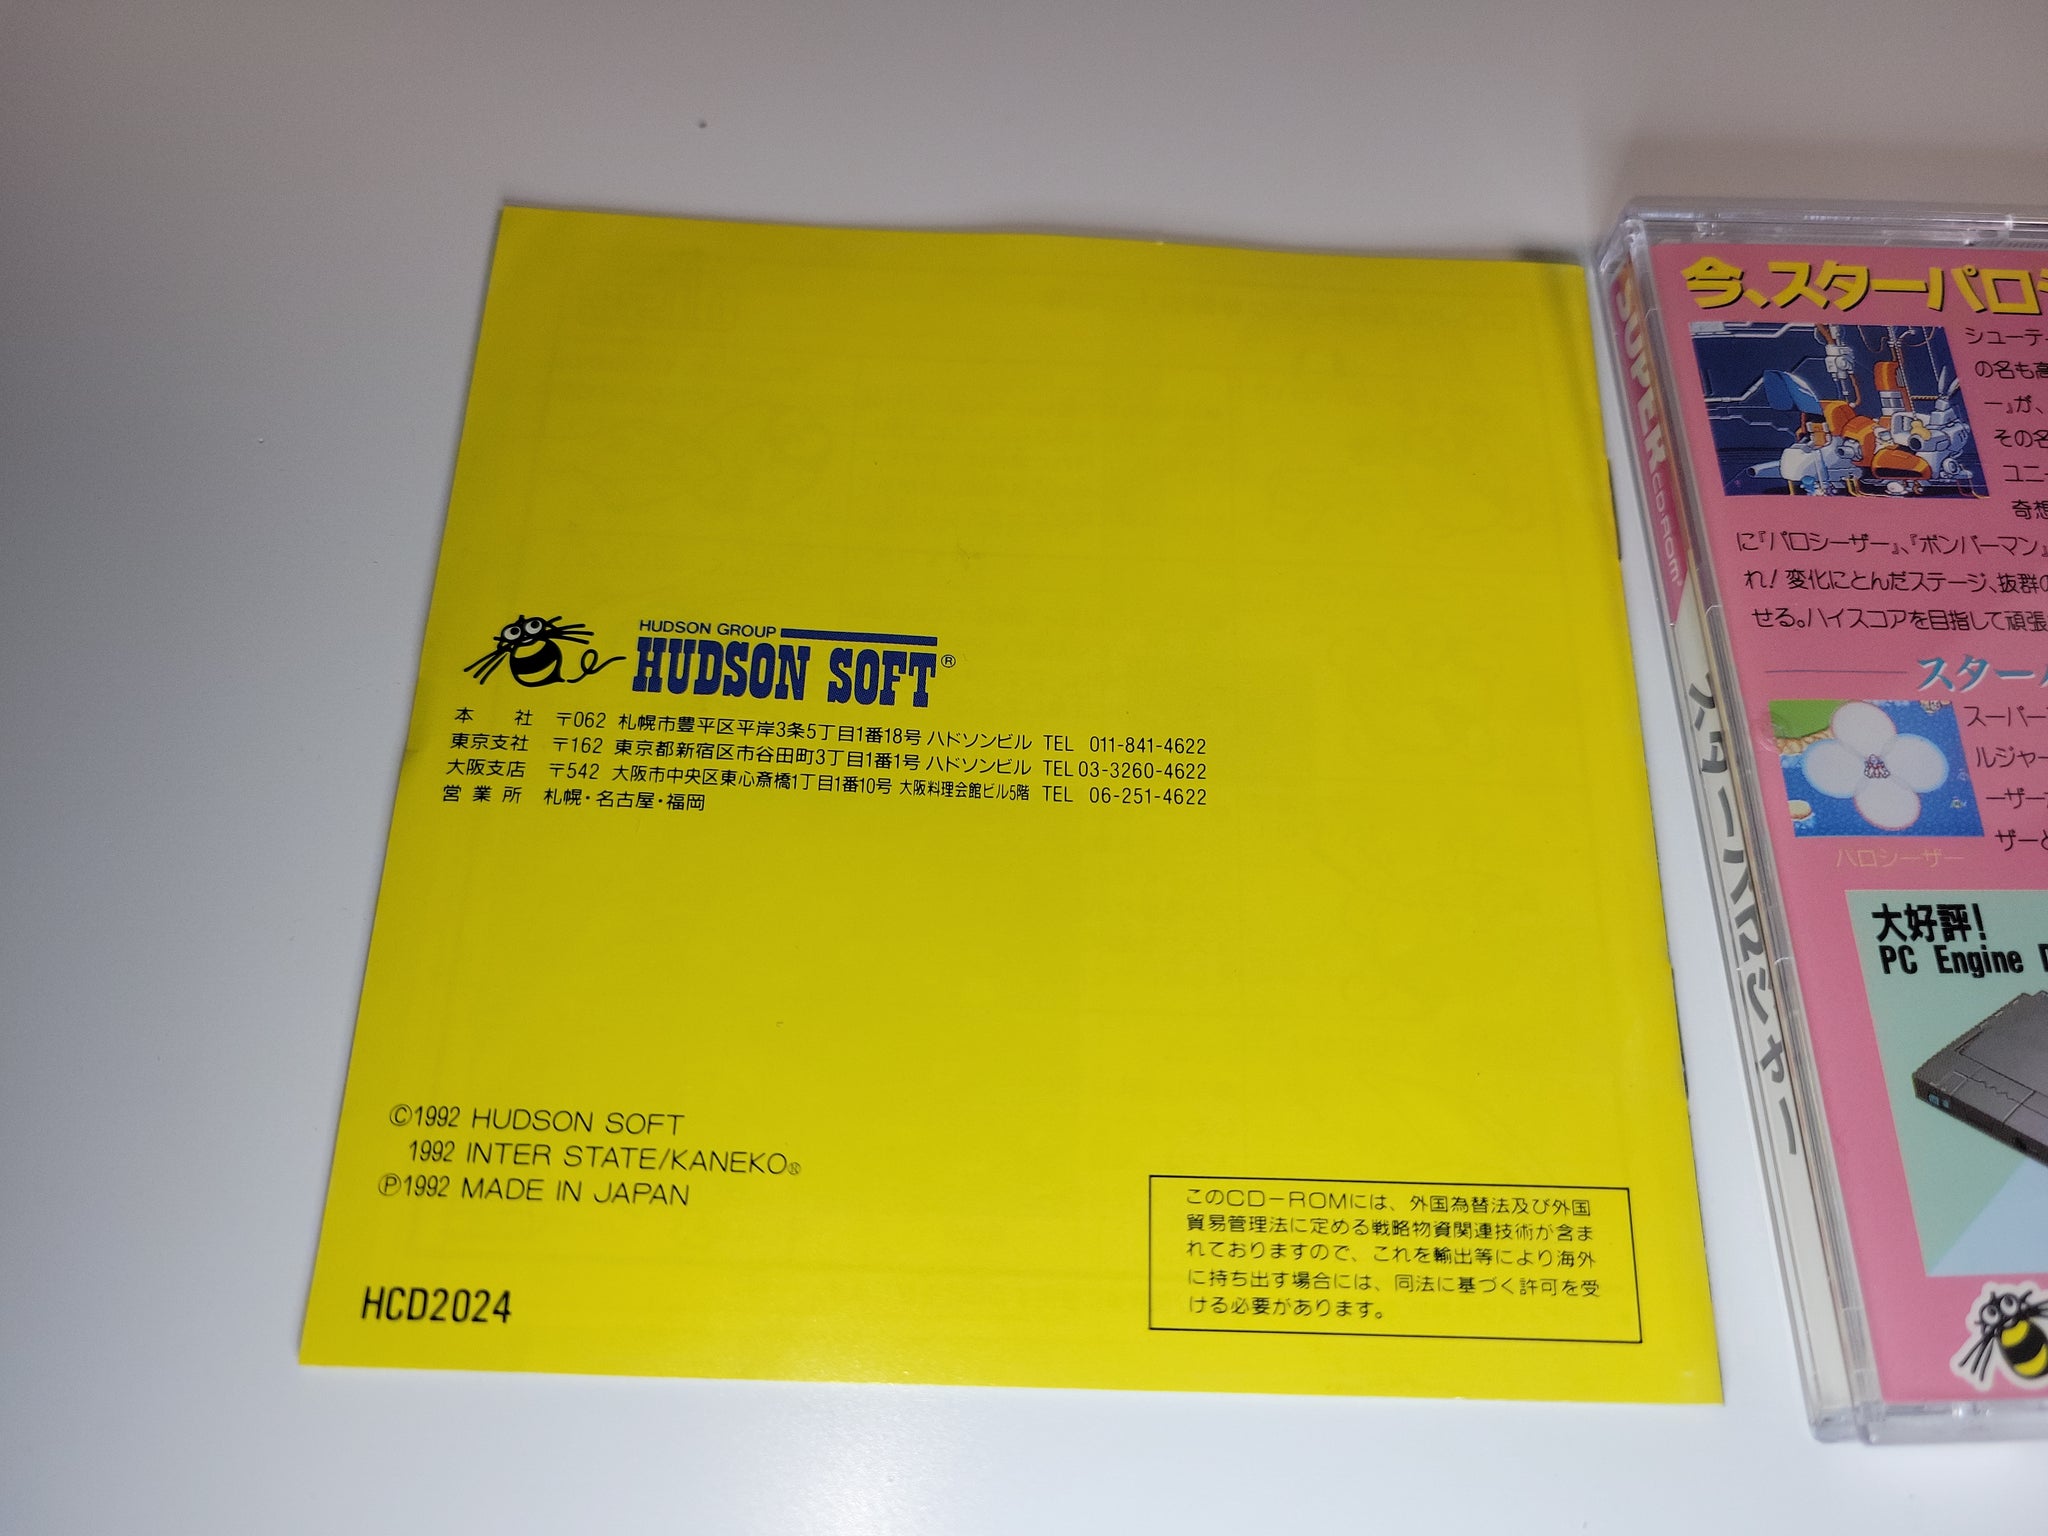 HUDSON GROUP
HUDSON SOFT®
本社 〒062 札幌市豊平区平岸3条5丁目1番18号 ハドソンビル TEL 011-841-4622
東京支社 〒162 東京都新宿区市谷田町3丁目1番1号 ハドソンビル TEL 03-3260-4622
大阪支店 〒542 大阪市中央区東心斎橋1丁目1番10号 大阪料理会館ビル5階 TEL 06-251-4622
営業所 札幌・名古屋・福岡
©1992 HUDSON SOFT
1992 INTER STATE/KANEKO®
Ⓟ1992 MADE IN JAPAN
HCD2024
このCD-ROMには、外国為替法及び外国
貿易管理法に定める戦略物資関連技術が含ま
れておりますので、これを輸出等により海外
に持ち出す場合には、同法に基づく許可を受
ける必要があります。
SUPER CD-ROM²
スターパロジャー
今、スターパロシ
シューテ
の名も高
ー』が、
その名
ユニー
奇想
に『パロシーザー』、『ボンバーマン』
れ!変化にとんだステージ、抜群の
せる。ハイスコアを目指して頑張
スター
スーパー
ルジャー
ーザー
ザーと
パロシーザー
大好評!
PC Engine